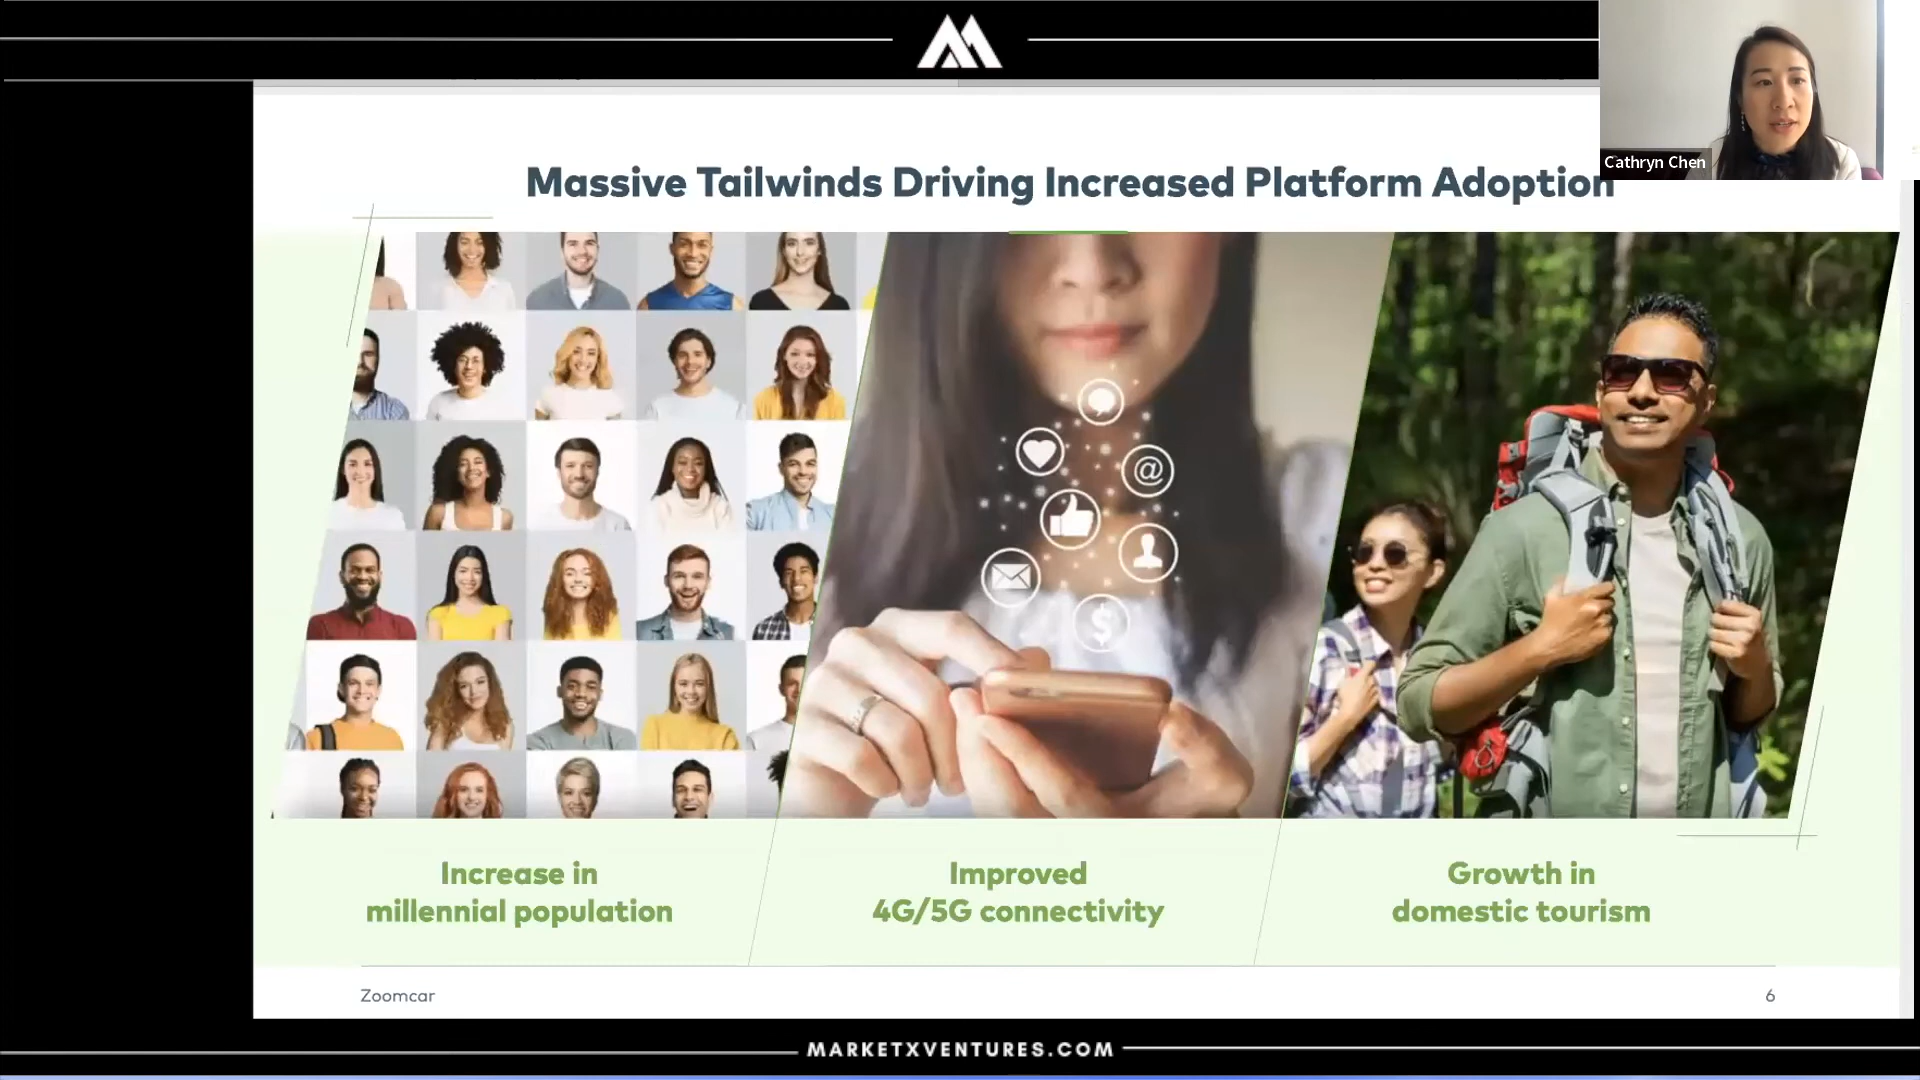 Cathryn Chen
Massive Tailwinds Driving Increased Platform Adoption
@
$
Increase in
millennial population
Improved
4G/5G connectivity
Growth in
domestic tourism
Zoomcar
6
MARKETXVENTURES.COM